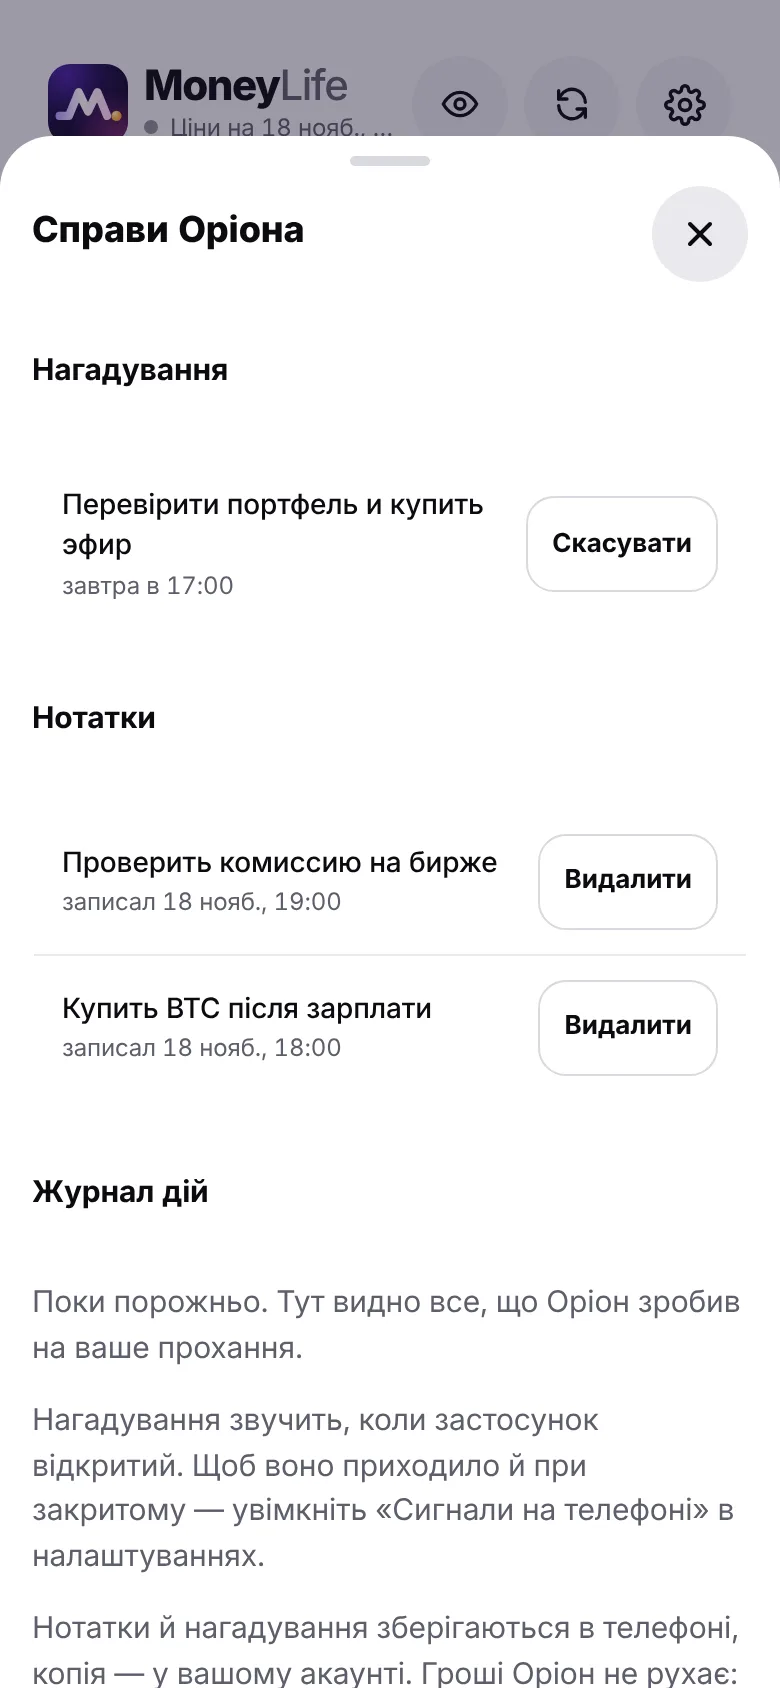 MoneyLife
Ціни на 18 нояб., ...
Справи Оріона
Нагадування
Перевірити портфель и купить
эфир
завтра в 17:00
Скасувати
Нотатки
Проверить комиссию на бирже
записал 18 нояб., 19:00
Видалити
Купить BTC після зарплати
записал 18 нояб., 18:00
Видалити
Журнал дій
Поки порожньо. Тут видно все, що Оріон зробив
на ваше прохання.
Нагадування звучить, коли застосунок
відкритий. Щоб воно приходило й при
закритому — увімкніть «Сигнали на телефоні» в
налаштуваннях.
Нотатки й нагадування зберігаються в телефоні,
копія — у вашому акаунті. Гроші Оріон не рухає: